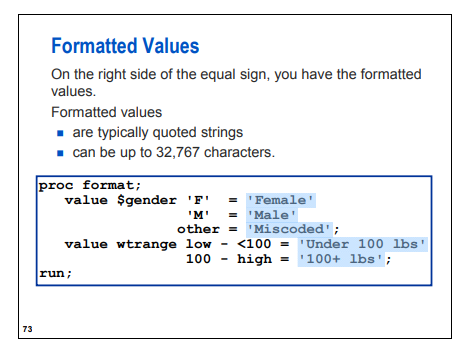 Formatted Values
On the right side of the equal sign, you have the formatted
values.
Formatted values
■ are typically quoted strings
■ can be up to 32,767 characters.
proc format;
   value $gender 'F'  = 'Female'
                 'M'  = 'Male'
                other = 'Miscoded';
   value wtrange low - <100 = 'Under 100 lbs'
                 100 - high = '100+ lbs';
run;
73